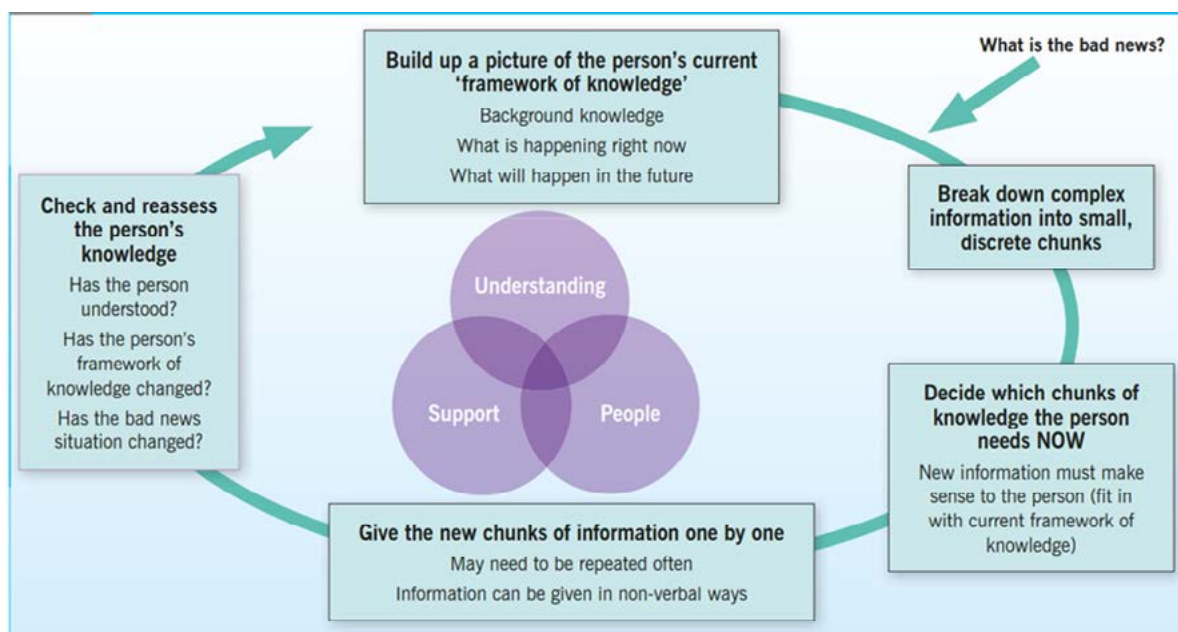 Build up a picture of the person’s current
‘framework of knowledge’
Background knowledge
What is happening right now
What will happen in the future
What is the bad news?
Break down complex
information into small,
discrete chunks
Decide which chunks of
knowledge the person
needs NOW
New information must make
sense to the person (fit in
with current framework of
knowledge)
Give the new chunks of information one by one
May need to be repeated often
Information can be given in non-verbal ways
Check and reassess
the person’s
knowledge
Has the person
understood?
Has the person’s
framework of
knowledge changed?
Has the bad news
situation changed?
Understanding
Support
People